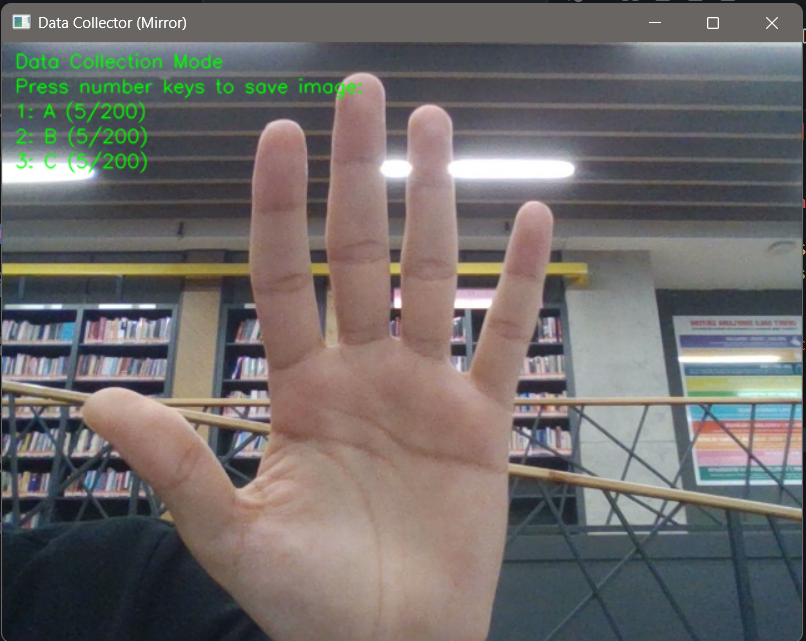 Data Collector (Mirror)
Data Collection Mode
Press number keys to save image:
1: A (5/200)
2: B (5/200)
3: C (5/200)